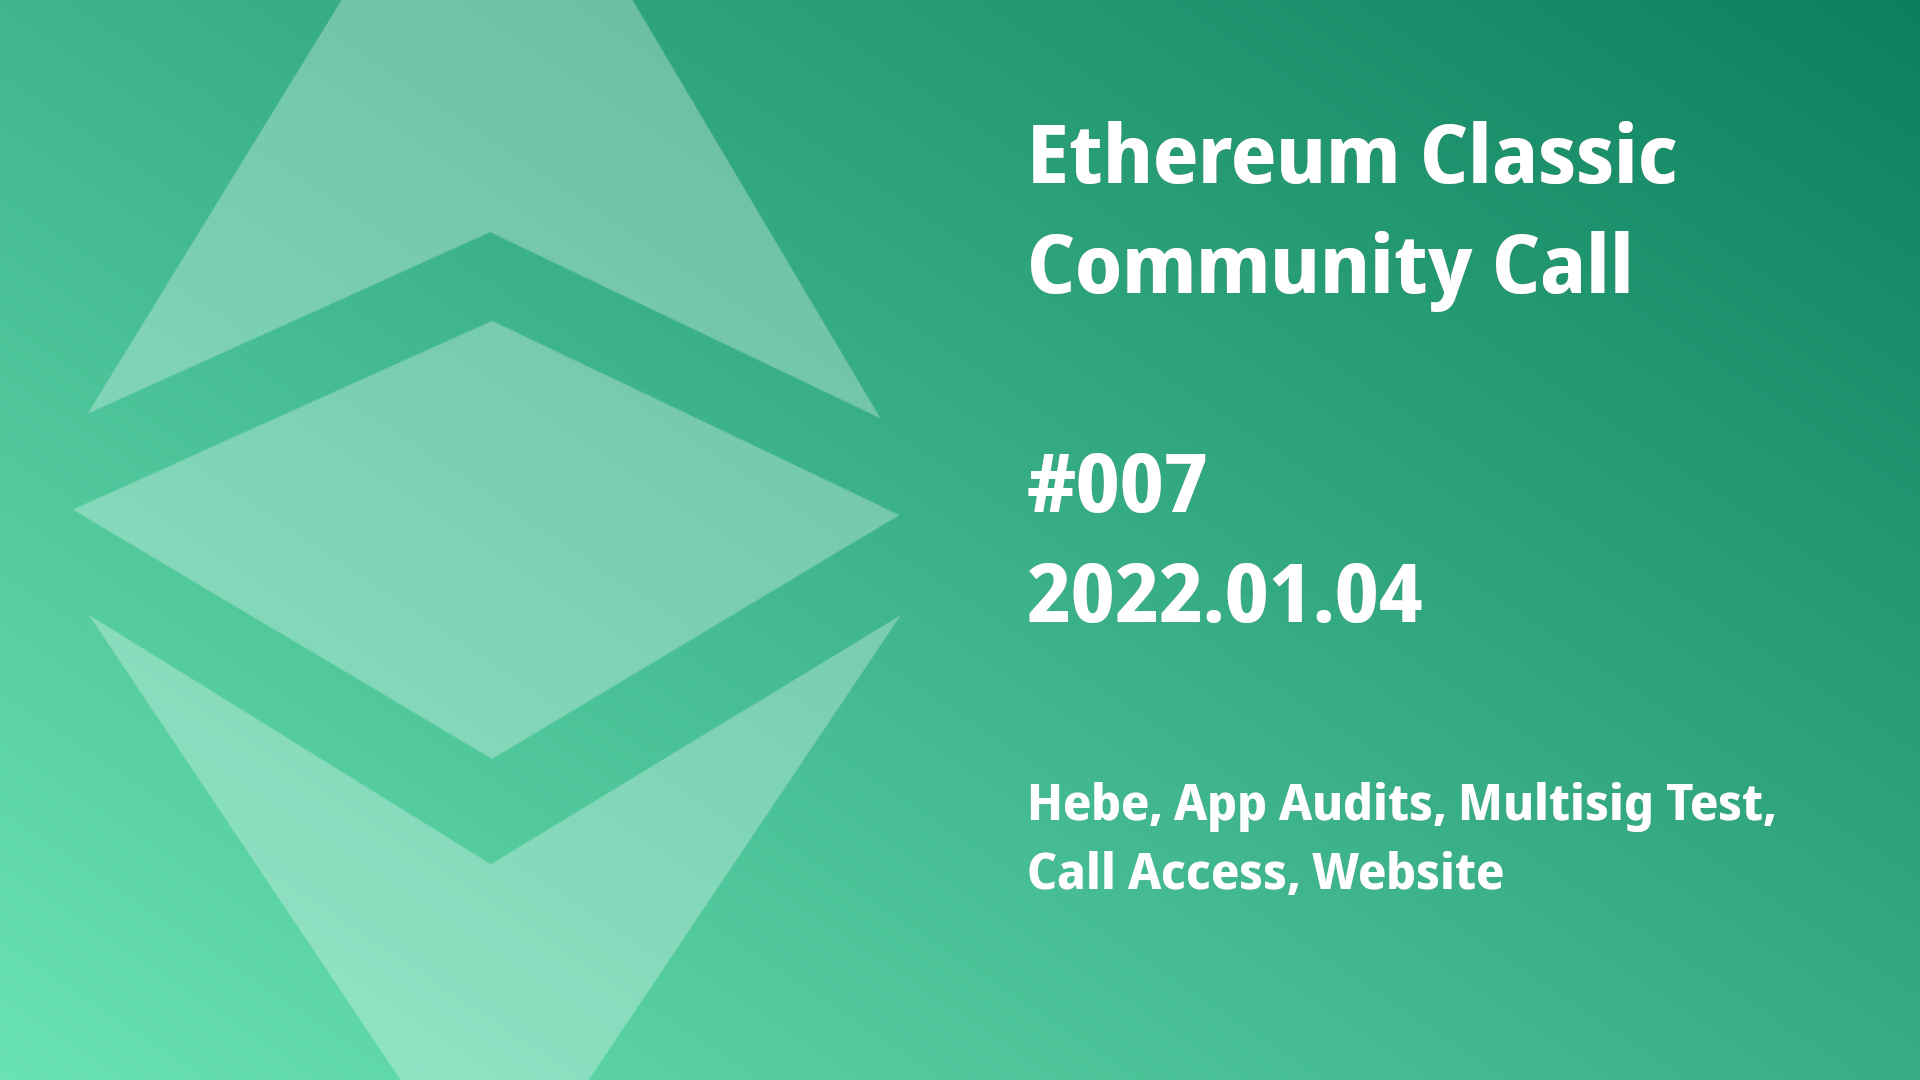 Ethereum Classic
Community Call
#007
2022.01.04
Hebe, App Audits, Multisig Test,
Call Access, Website